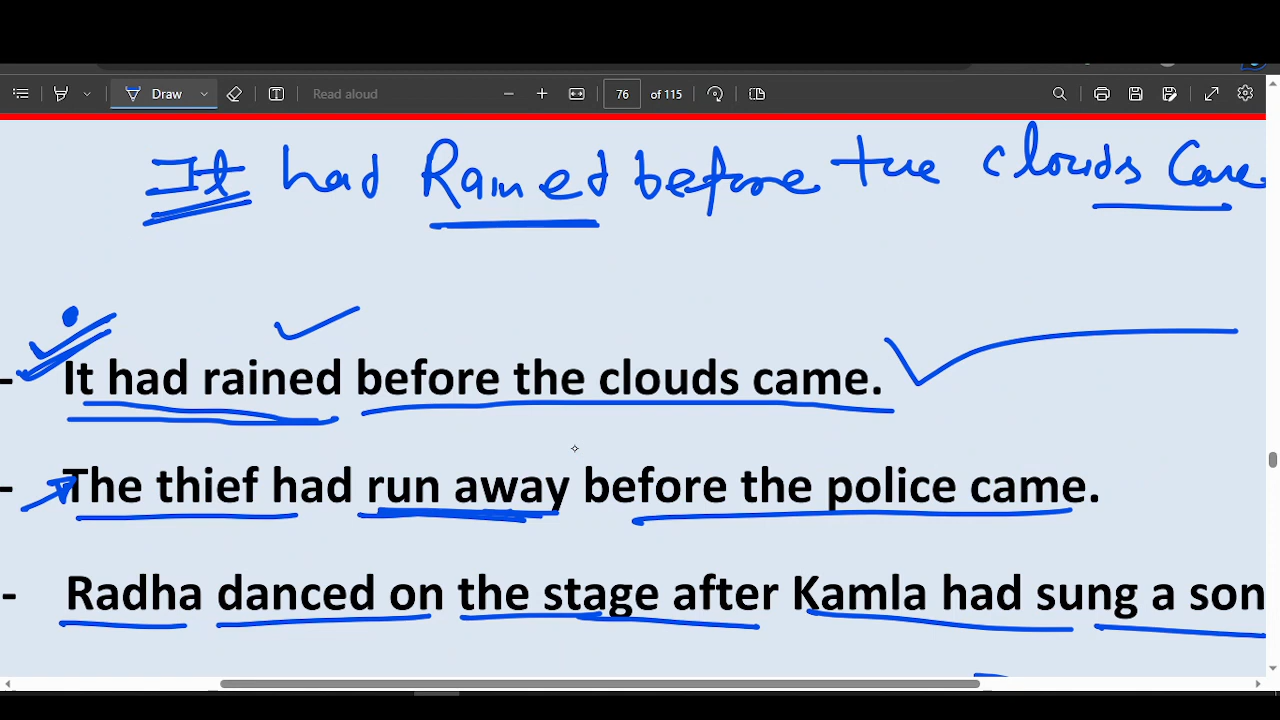 Draw
Read aloud
76 of 115
It had Rained before the clouds Came.
- It had rained before the clouds came.
- The thief had run away before the police came.
- Radha danced on the stage after Kamla had sung a son